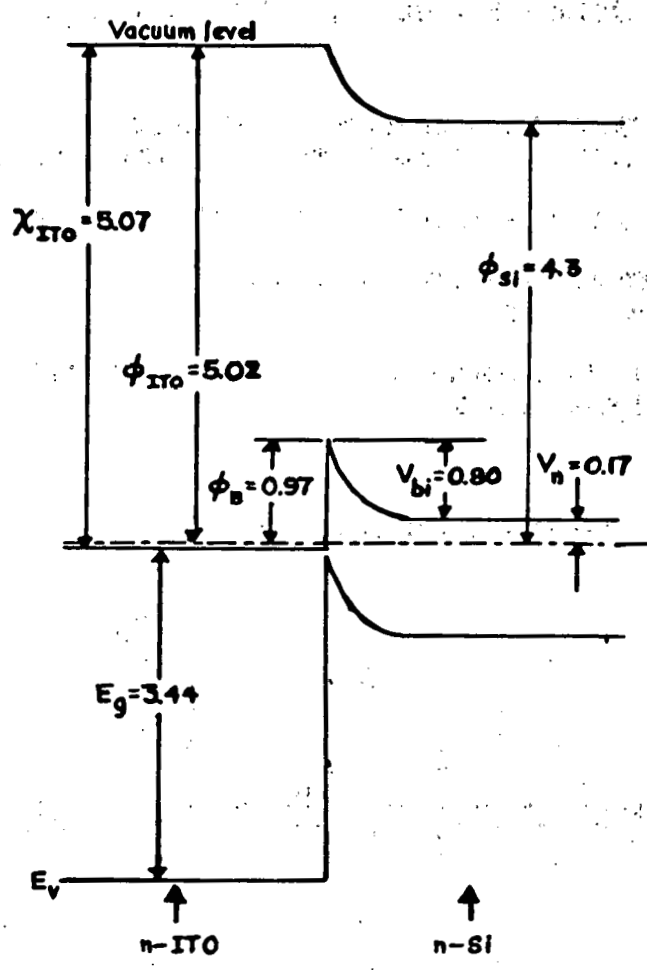 Vacuum level
χITO=5.07
ϕSi=4.3
ϕITO=5.02
ϕB=0.97
Vbi=0.80
Vn=0.17
Eg=3.44
Ev
n-ITO
n-Si